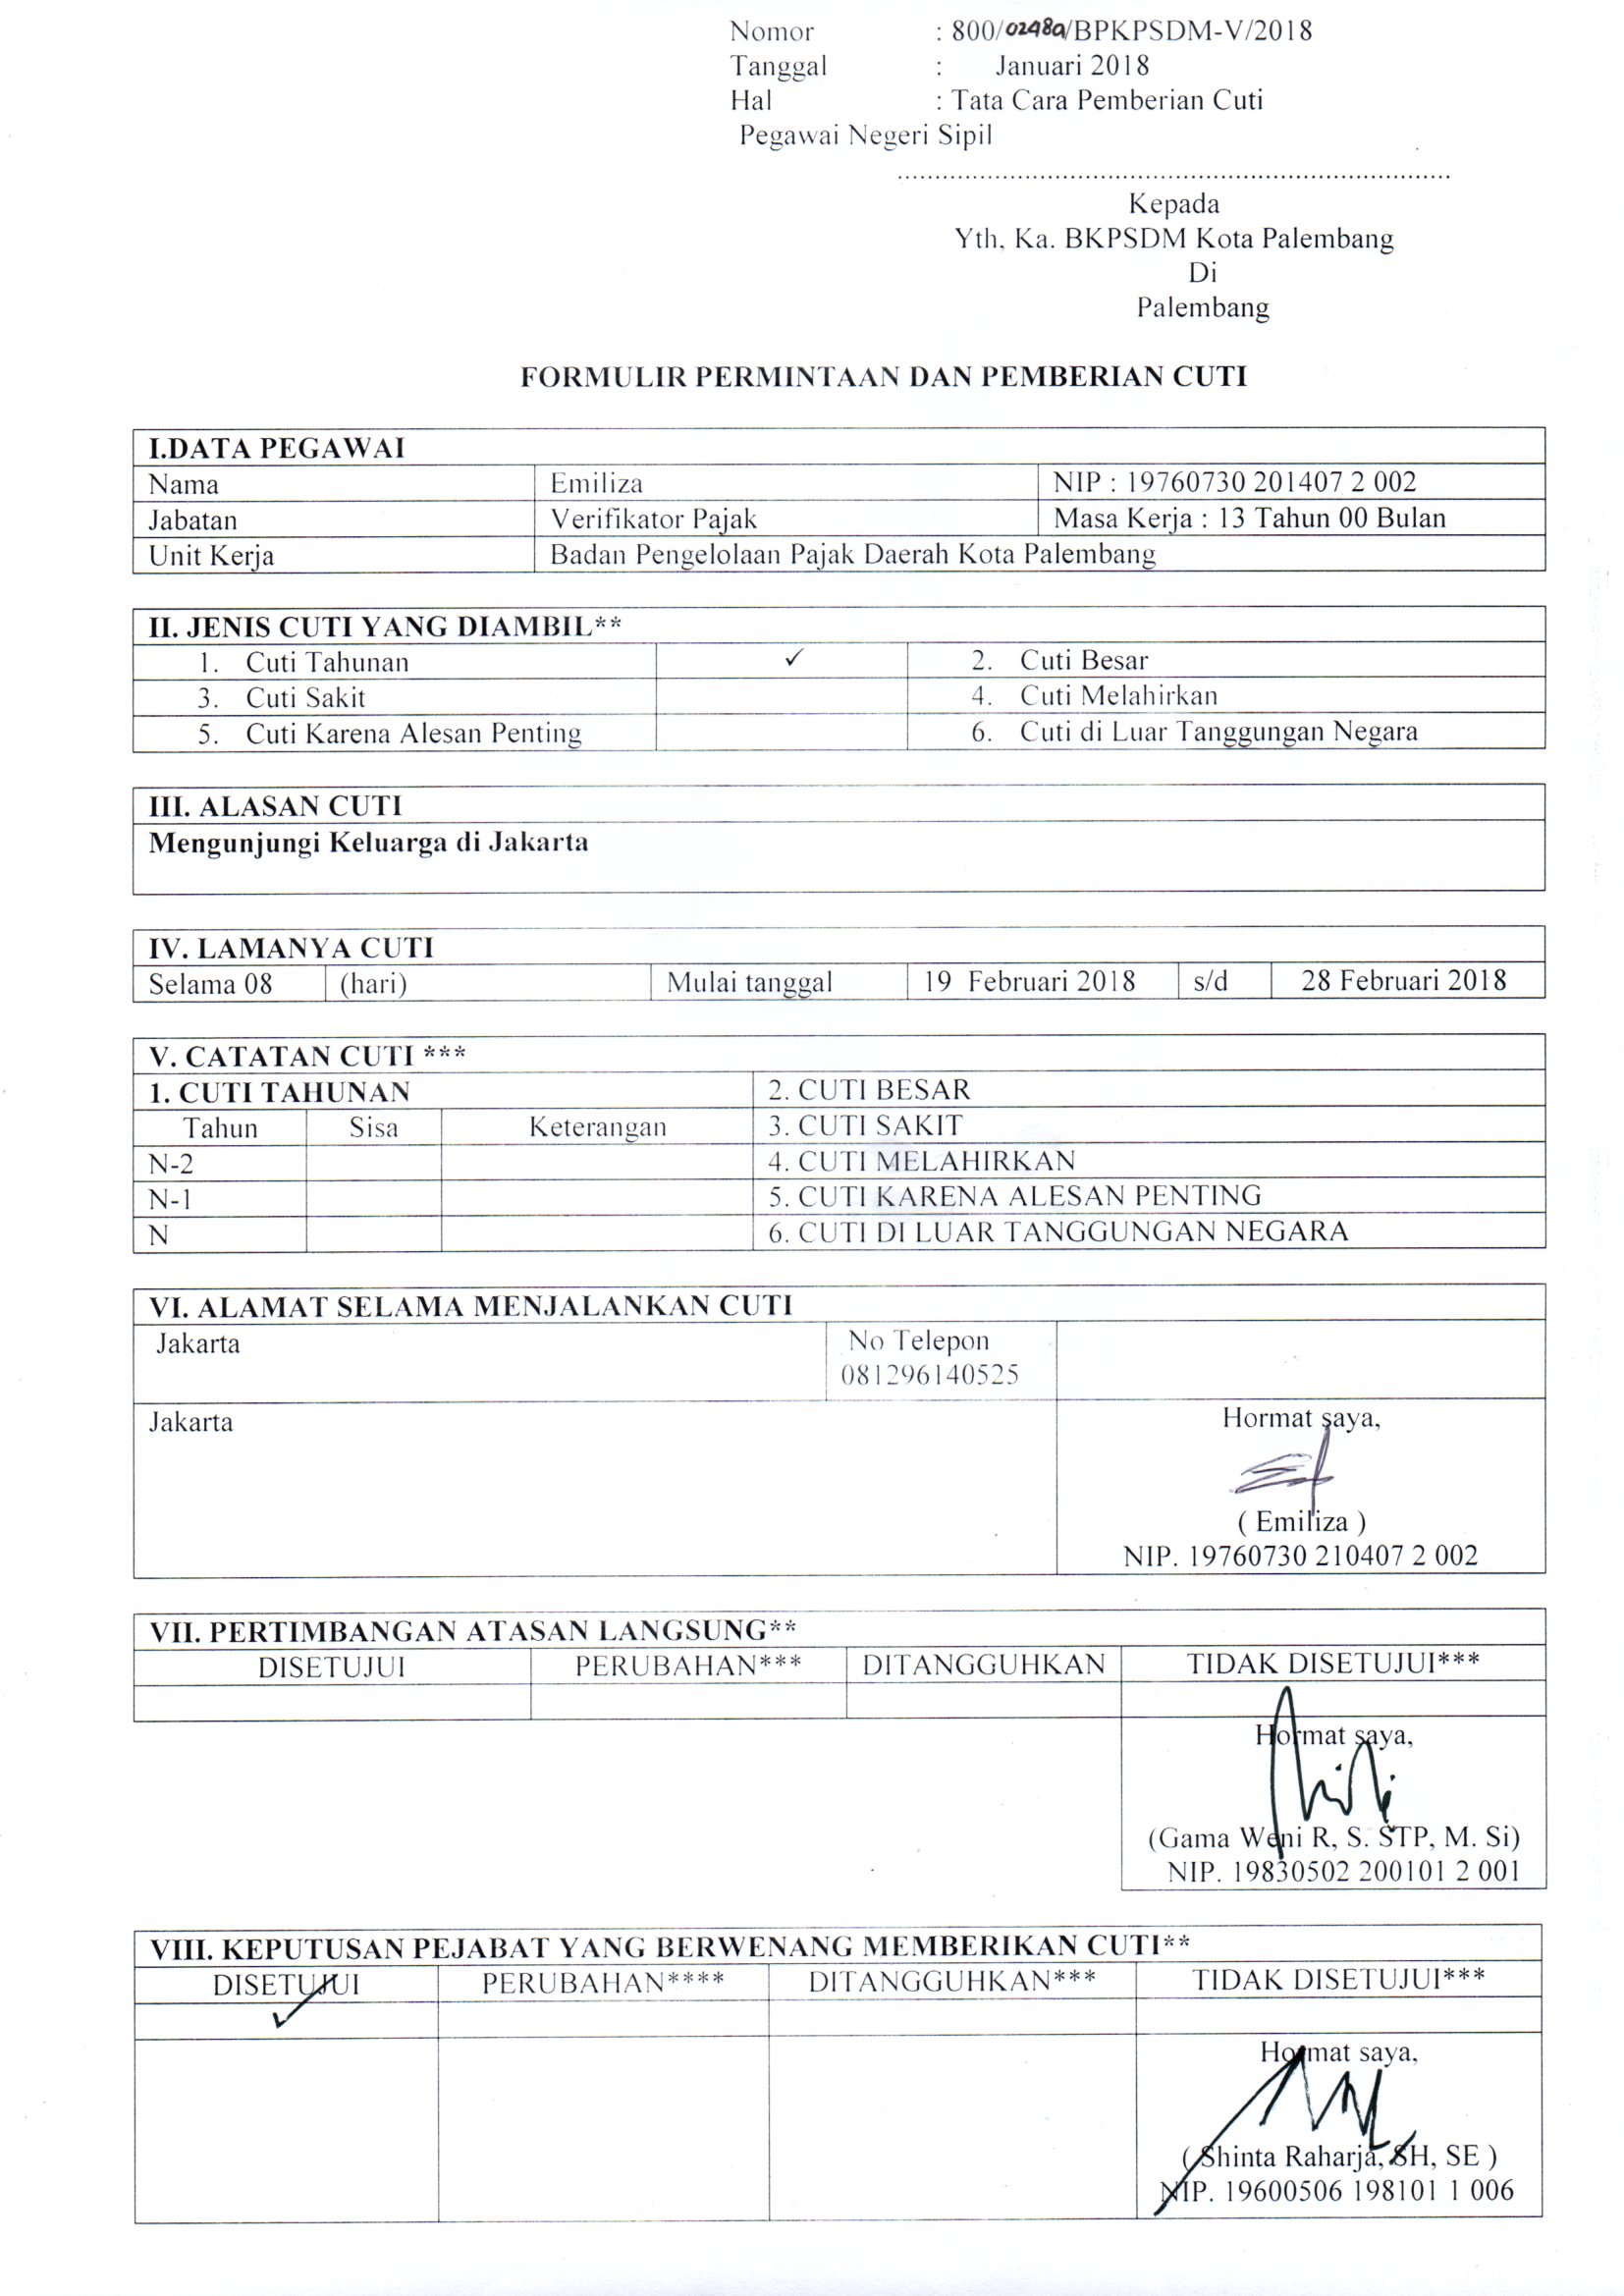 Nomor : 800/0248a/BPKPSDM-V/2018
Tanggal : Januari 2018
Hal : Tata Cara Pemberian Cuti
Pegawai Negeri Sipil
Kepada
Yth. Ka. BKPSDM Kota Palembang
Di
Palembang
FORMULIR PERMINTAAN DAN PEMBERIAN CUTI
I.DATA PEGAWAI
Nama Emiliza NIP : 19760730 201407 2 002
Jabatan Verifikator Pajak Masa Kerja : 13 Tahun 00 Bulan
Unit Kerja Badan Pengelolaan Pajak Daerah Kota Palembang
II. JENIS CUTI YANG DIAMBIL**
1. Cuti Tahunan ✓ 2. Cuti Besar
3. Cuti Sakit 4. Cuti Melahirkan
5. Cuti Karena Alesan Penting 6. Cuti di Luar Tanggungan Negara
III. ALASAN CUTI
Mengunjungi Keluarga di Jakarta
IV. LAMANYA CUTI
Selama 08 (hari) Mulai tanggal 19 Februari 2018 s/d 28 Februari 2018
V. CATATAN CUTI ***
1. CUTI TAHUNAN 2. CUTI BESAR
Tahun Sisa Keterangan 3. CUTI SAKIT
N-2 4. CUTI MELAHIRKAN
N-1 5. CUTI KARENA ALESAN PENTING
N 6. CUTI DI LUAR TANGGUNGAN NEGARA
VI. ALAMAT SELAMA MENJALANKAN CUTI
Jakarta No Telepon
081296140525
Jakarta Hormat saya,
( Emiliza )
NIP. 19760730 210407 2 002
VII. PERTIMBANGAN ATASAN LANGSUNG**
DISETUJUI PERUBAHAN*** DITANGGUHKAN TIDAK DISETUJUI***
Hormat saya,
(Gama Weni R, S. STP, M. Si)
NIP. 19830502 200101 2 001
VIII. KEPUTUSAN PEJABAT YANG BERWENANG MEMBERIKAN CUTI**
DISETUJUI PERUBAHAN**** DITANGGUHKAN*** TIDAK DISETUJUI***
✓
Hormat saya,
( Shinta Raharja, SH, SE )
NIP. 19600506 198101 1 006